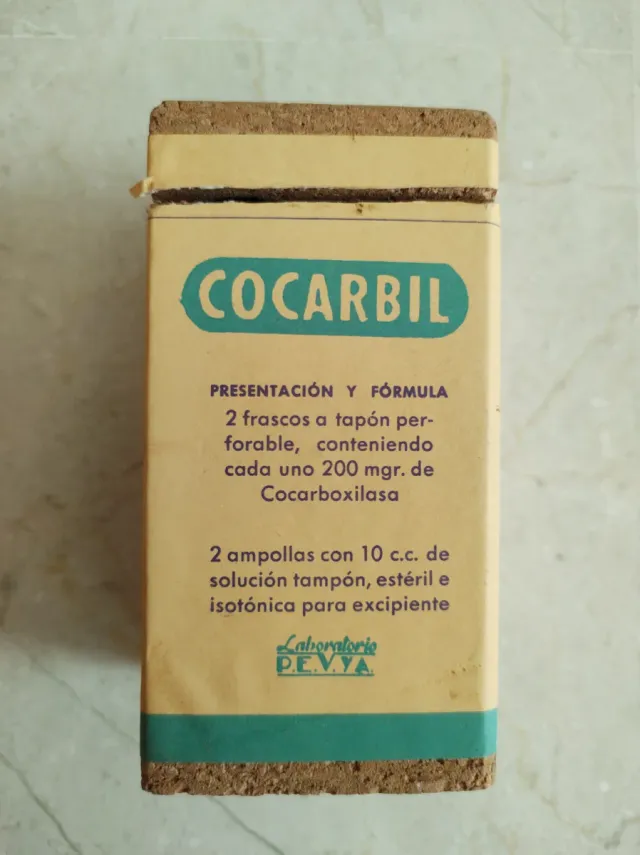 COCARBIL
PRESENTACIÓN Y FÓRMULA
2 frascos a tapón per-
forable, conteniendo
cada uno 200 mgr. de
Cocarboxilasa
2 ampollas con 10 c.c. de
solución tampón, estéril e
isotónica para excipiente
Laboratorio
P.E.V.Y.A.